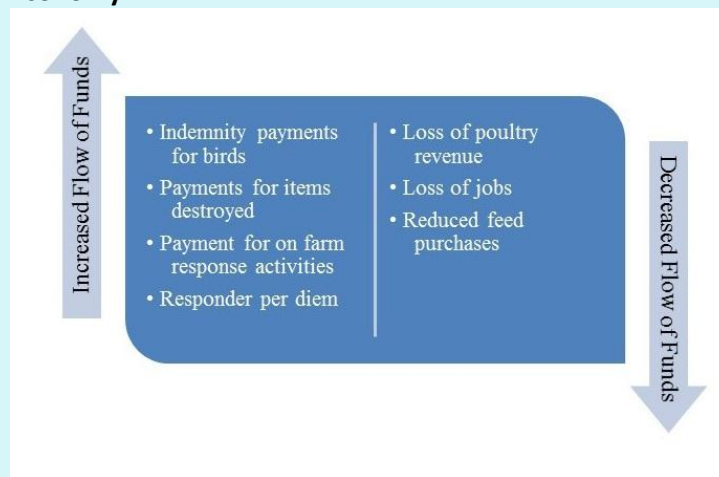 Increased Flow of Funds
• Indemnity payments
for birds
• Payments for items
destroyed
• Payment for on farm
response activities
• Responder per diem
• Loss of poultry
revenue
• Loss of jobs
• Reduced feed
purchases
Decreased Flow of Funds